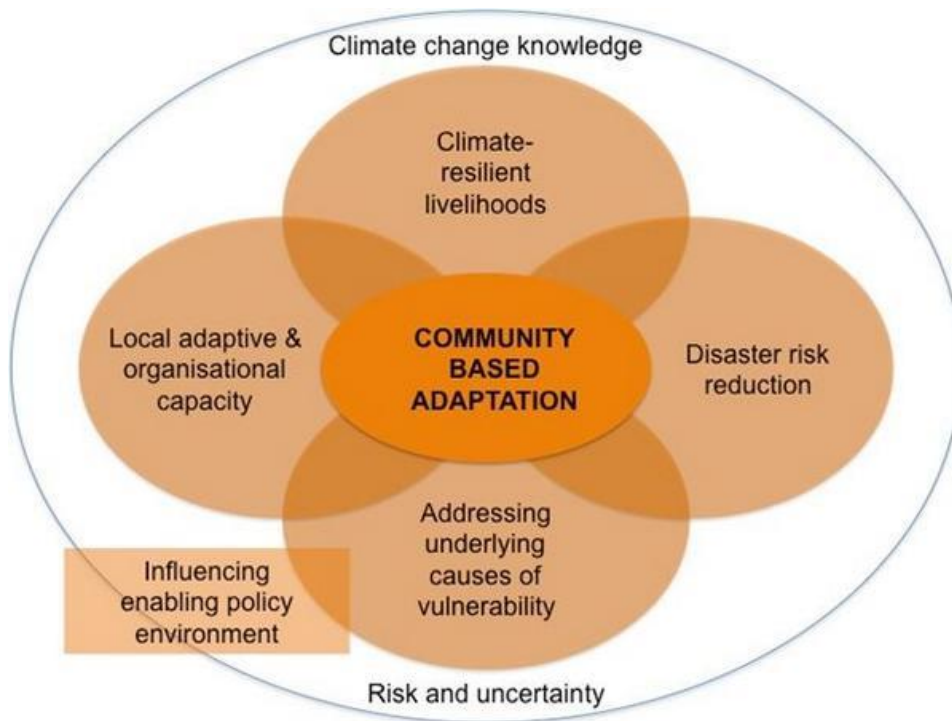 Climate change knowledge
Climate-
resilient
livelihoods
Local adaptive &
organisational
capacity
COMMUNITY
BASED
ADAPTATION
Disaster risk
reduction
Addressing
underlying
causes of
vulnerability
Influencing
enabling policy
environment
Risk and uncertainty